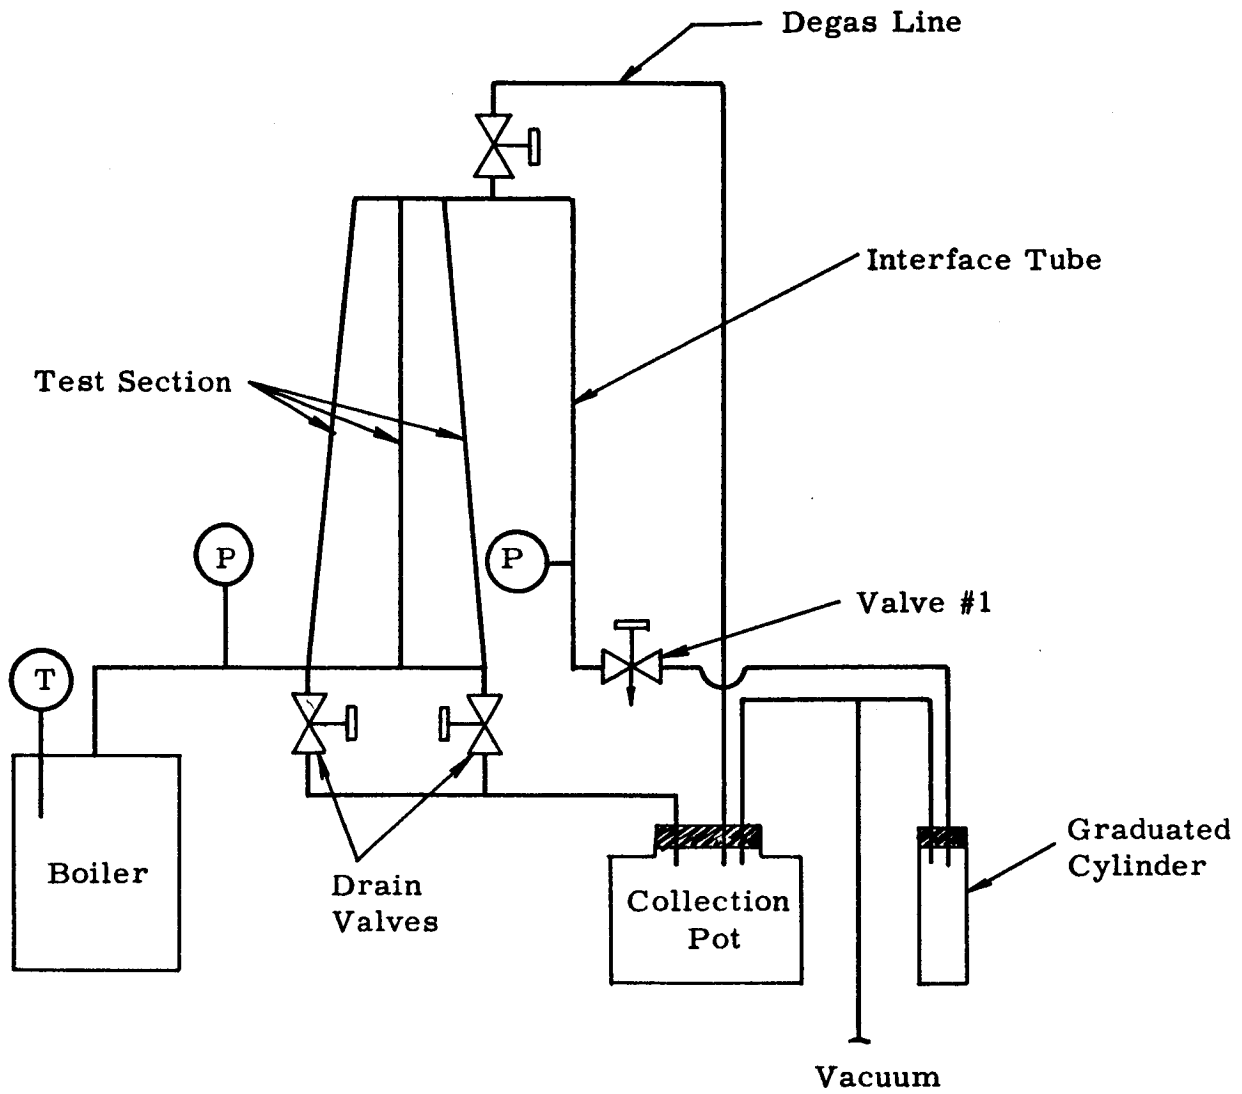 Degas Line
Interface Tube
Test Section
P
P
Valve #1
T
Boiler
Drain
Valves
Collection
Pot
Graduated
Cylinder
Vacuum